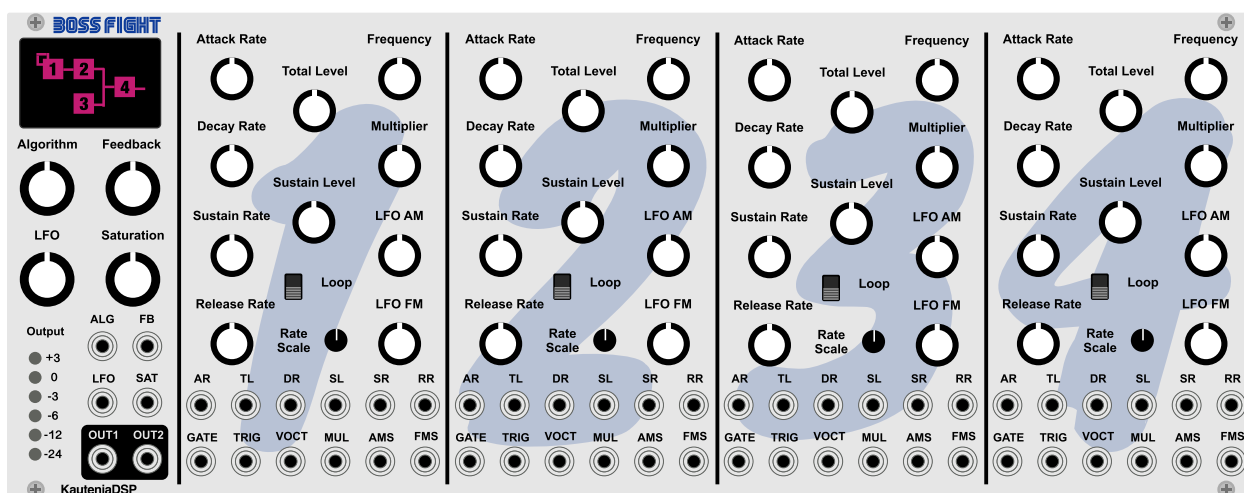 BOSS FIGHT
1 2
3 4
Algorithm Feedback
LFO Saturation
Output
ALG FB
+3
0
-3
-6
-12
-24
LFO SAT
OUT1 OUT2
KauteniaDSP
1
Attack Rate Frequency
Total Level
Decay Rate Multiplier
Sustain Level
Sustain Rate LFO AM
Loop
Release Rate LFO FM
Rate
Scale
AR TL DR SL SR RR
GATE TRIG VOCT MUL AMS FMS
2
Attack Rate Frequency
Total Level
Decay Rate Multiplier
Sustain Level
Sustain Rate LFO AM
Loop
Release Rate LFO FM
Rate
Scale
AR TL DR SL SR RR
GATE TRIG VOCT MUL AMS FMS
3
Attack Rate Frequency
Total Level
Decay Rate Multiplier
Sustain Level
Sustain Rate LFO AM
Loop
Release Rate LFO FM
Rate
Scale
AR TL DR SL SR RR
GATE TRIG VOCT MUL AMS FMS
4
Attack Rate Frequency
Total Level
Decay Rate Multiplier
Sustain Level
Sustain Rate LFO AM
Loop
Release Rate LFO FM
Rate
Scale
AR TL DR SL SR RR
GATE TRIG VOCT MUL AMS FMS